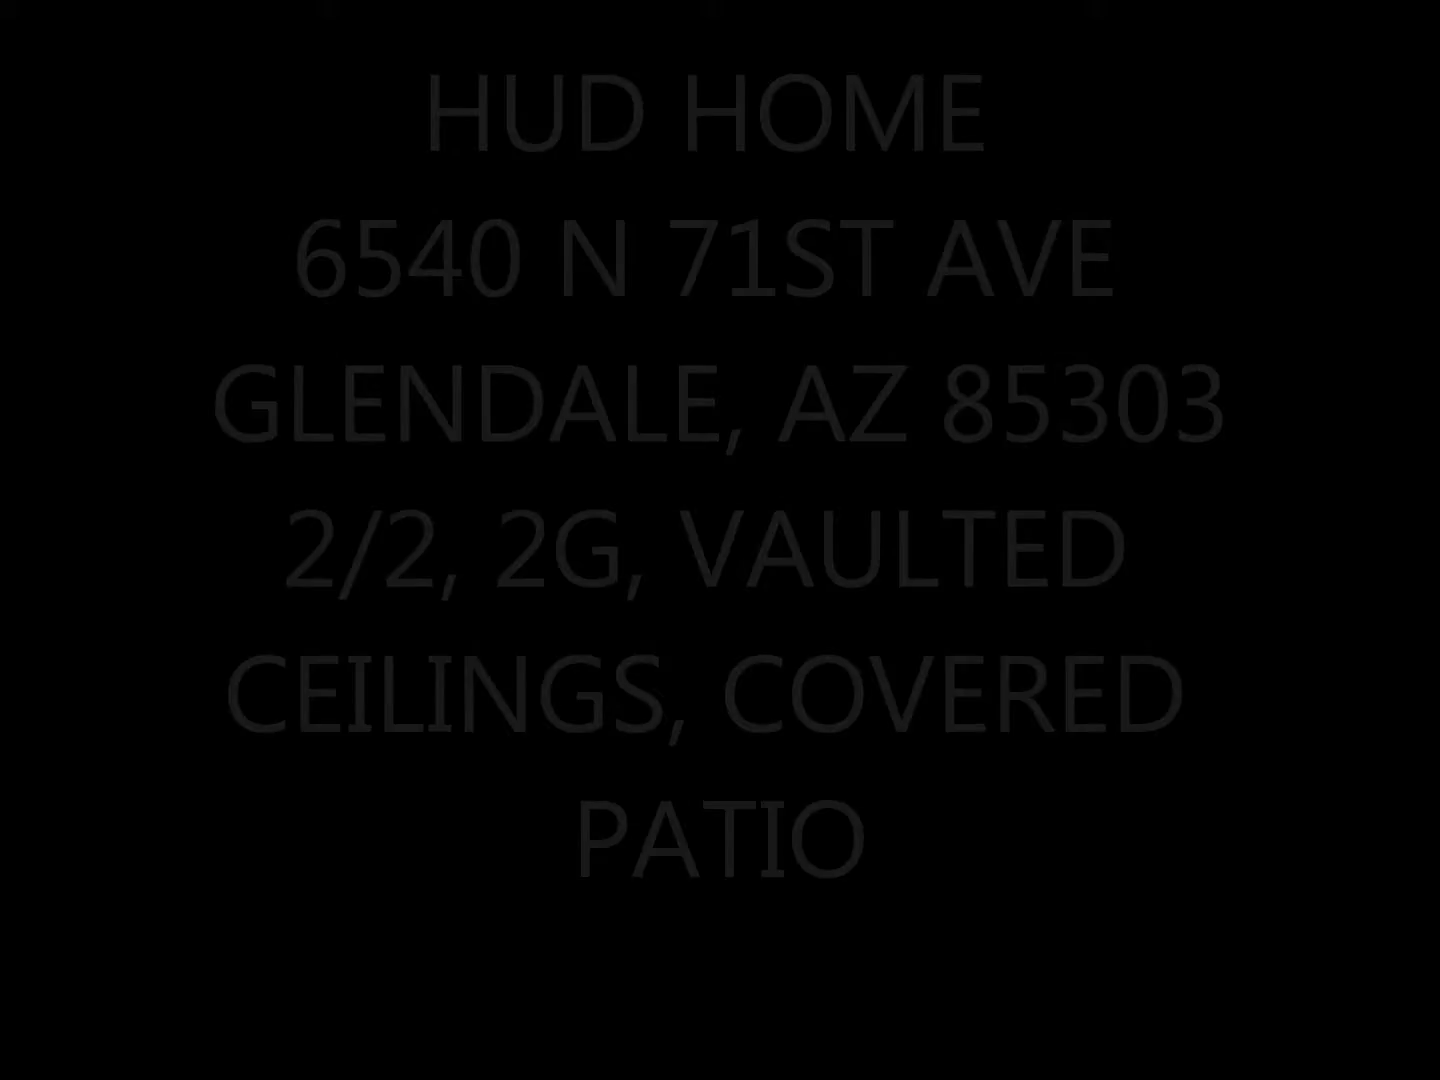 HUD HOME
6540 N 71ST AVE
GLENDALE, AZ 85303
2/2, 2G, VAULTED
CEILINGS, COVERED
PATIO